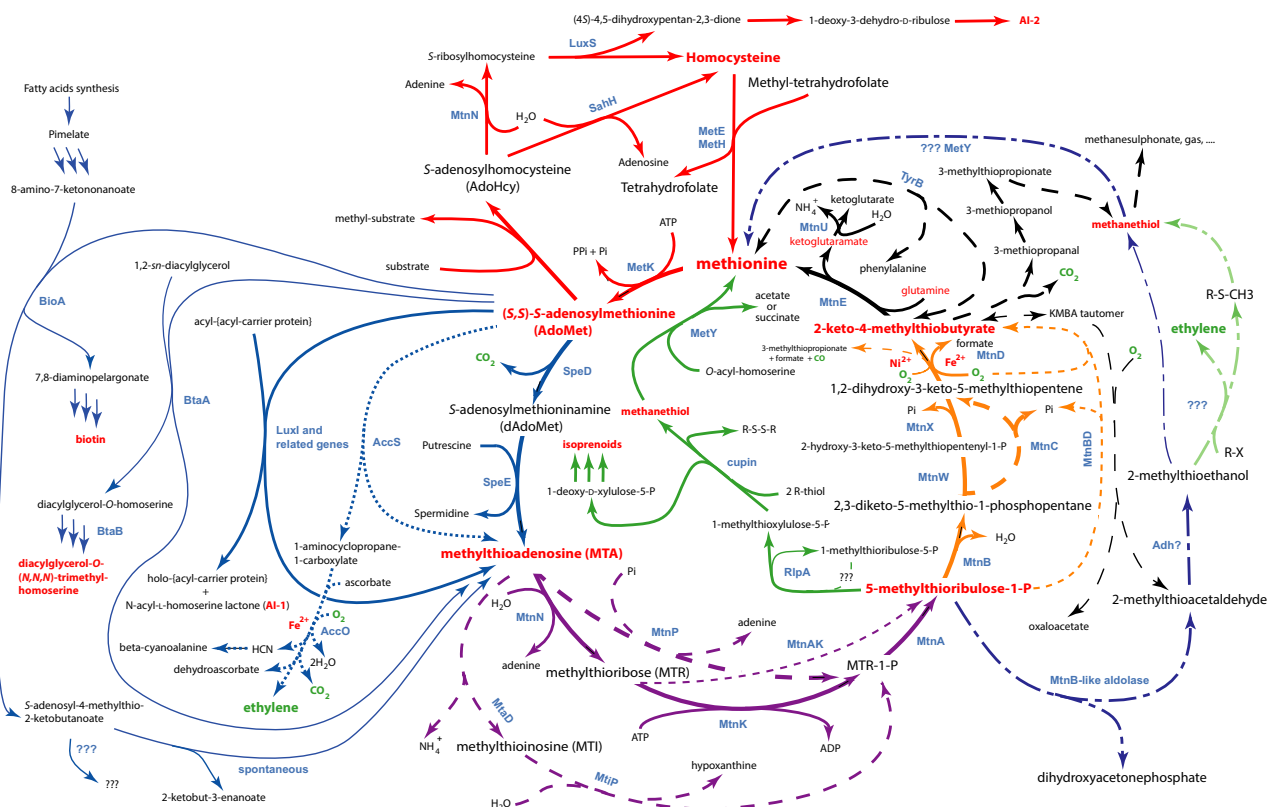 (4S)-4,5-dihydroxypentan-2,3-dione
1-deoxy-3-dehydro-D-ribulose
AI-2
LuxS
S-ribosylhomocysteine
Homocysteine
Adenine
Methyl-tetrahydrofolate
Fatty acids synthesis
MtnN
H2O
SahH
Pimelate
MetE
MetH
??? MetY
methanesulphonate, gas, ....
Adenosine
S-adenosylhomocysteine
(AdoHcy)
Tetrahydrofolate
TyrB
3-methylthiopropionate
8-amino-7-ketononanoate
NH4+
ketoglutarate
H2O
3-methiopropanol
methyl-substrate
ATP
MtnU
methanethiol
ketoglutaramate
PPi + Pi
3-methiopropanal
1,2-sn-diacylglycerol
substrate
MetK
methionine
phenylalanine
CO2
BioA
MtnE
glutamine
acetate
or
succinate
R-S-CH3
(S,S)-S-adenosylmethionine
(AdoMet)
KMBA tautomer
acyl-{acyl-carrier protein}
MetY
2-keto-4-methylthiobutyrate
ethylene
formate
3-methylthiopropionate
+ formate + CO
MtnD
O2
CO2
SpeD
Ni2+
Fe2+
O2
O2
O-acyl-homoserine
7,8-diaminopelargonate
1,2-dihydroxy-3-keto-5-methylthiopentene
BtaA
S-adenosylmethioninamine
(dAdoMet)
methanethiol
Pi
Pi
???
LuxI and
related genes
AccS
MtnX
R-S-S-R
biotin
Putrescine
isoprenoids
2-hydroxy-3-keto-5-methylthiopentenyl-1-P
MtnC
MtnBD
R-X
cupin
SpeE
MtnW
2-methylthioethanol
1-deoxy-D-xylulose-5-P
2 R-thiol
diacylglycerol-O-homoserine
2,3-diketo-5-methylthio-1-phosphopentane
Spermidine
1-methylthioxylulose-5-P
BtaB
H2O
1-aminocyclopropane-
1-carboxylate
methylthioadenosine (MTA)
1-methylthioribulose-5-P
MtnB
Adh?
diacylglycerol-O-
(N,N,N)-trimethyl-
homoserine
RlpA
???
holo-{acyl-carrier protein}
+
N-acyl-L-homoserine lactone (AI-1)
ascorbate
Pi
5-methylthioribulose-1-P
2-methylthioacetaldehyde
H2O
MtnN
Fe2+
O2
AccO
adenine
oxaloacetate
beta-cyanoalanine
HCN
MtnP
MtnAK
MtnA
dehydroascorbate
2H2O
adenine
methylthioribose (MTR)
MTR-1-P
CO2
MtnB-like aldolase
ethylene
S-adenosyl-4-methylthio-
2-ketobutanoate
MtaD
MtnK
ATP
ADP
NH4+
methylthioinosine (MTI)
???
???
spontaneous
MtiP
hypoxanthine
dihydroxyacetonephosphate
2-ketobut-3-enanoate
H2O